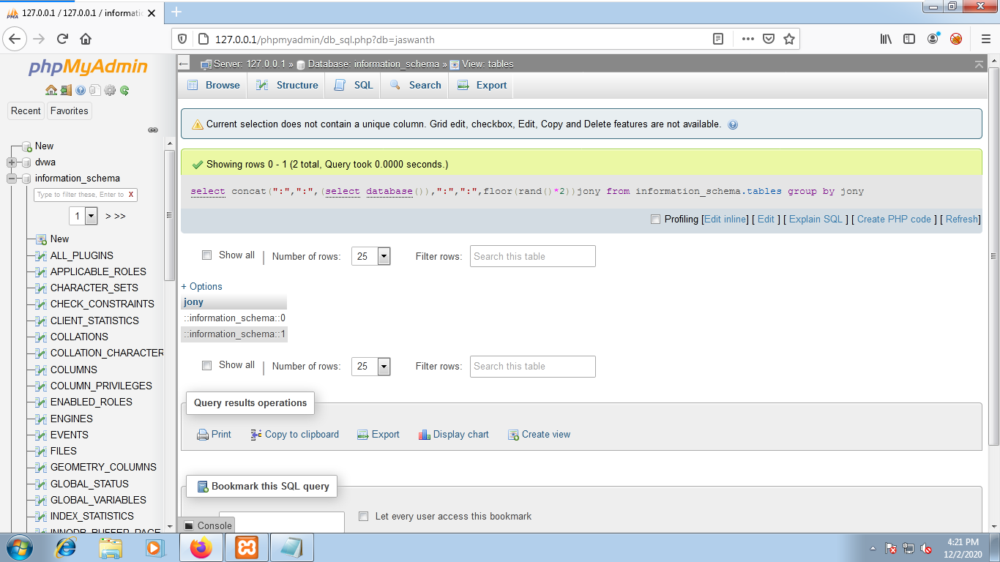 127.0.0.1 / 127.0.0.1 / informati
127.0.0.1/phpmyadmin/db_sql.php?db=jaswanth
phpMyAdmin
Recent Favorites
New
dvwa
information_schema
Type to filter these, Enter to X
1 > >>
New
ALL_PLUGINS
APPLICABLE_ROLES
CHARACTER_SETS
CHECK_CONSTRAINTS
CLIENT_STATISTICS
COLLATIONS
COLLATION_CHARACTER
COLUMNS
COLUMN_PRIVILEGES
ENABLED_ROLES
ENGINES
EVENTS
FILES
GEOMETRY_COLUMNS
GLOBAL_STATUS
GLOBAL_VARIABLES
INDEX_STATISTICS
INNODB_BUFFER_PAGE
Server: 127.0.0.1 » Database: information_schema » View: tables
Browse Structure SQL Search Export
Current selection does not contain a unique column. Grid edit, checkbox, Edit, Copy and Delete features are not available.
Showing rows 0 - 1 (2 total, Query took 0.0000 seconds.)
select concat(":",":",(select database()),":",":",floor(rand()*2))jony from information_schema.tables group by jony
Profiling [Edit inline] [ Edit ] [ Explain SQL ] [ Create PHP code ] [ Refresh]
Show all | Number of rows: 25 Filter rows: Search this table
+ Options
jony
::information_schema::0
::information_schema::1
Show all | Number of rows: 25 Filter rows: Search this table
Query results operations
Print Copy to clipboard Export Display chart Create view
Bookmark this SQL query
Let every user access this bookmark
Console
4:21 PM
12/2/2020